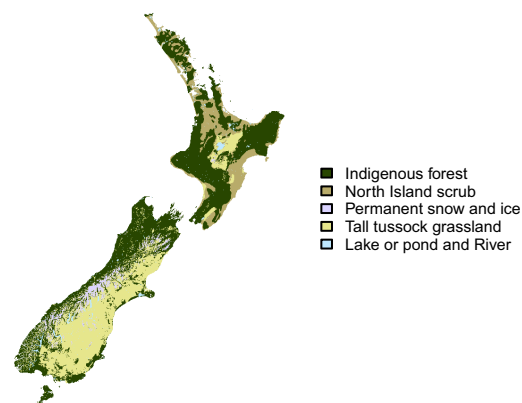 Indigenous forest
North Island scrub
Permanent snow and ice
Tall tussock grassland
Lake or pond and River